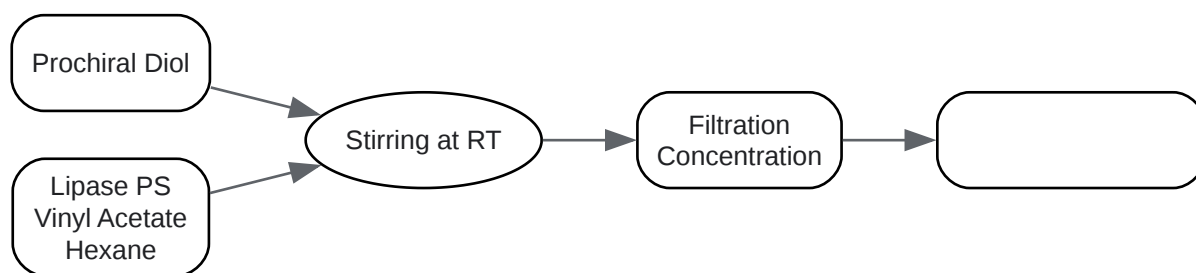 Prochiral Diol
Lipase PS
Vinyl Acetate
Hexane
Stirring at RT
Filtration
Concentration